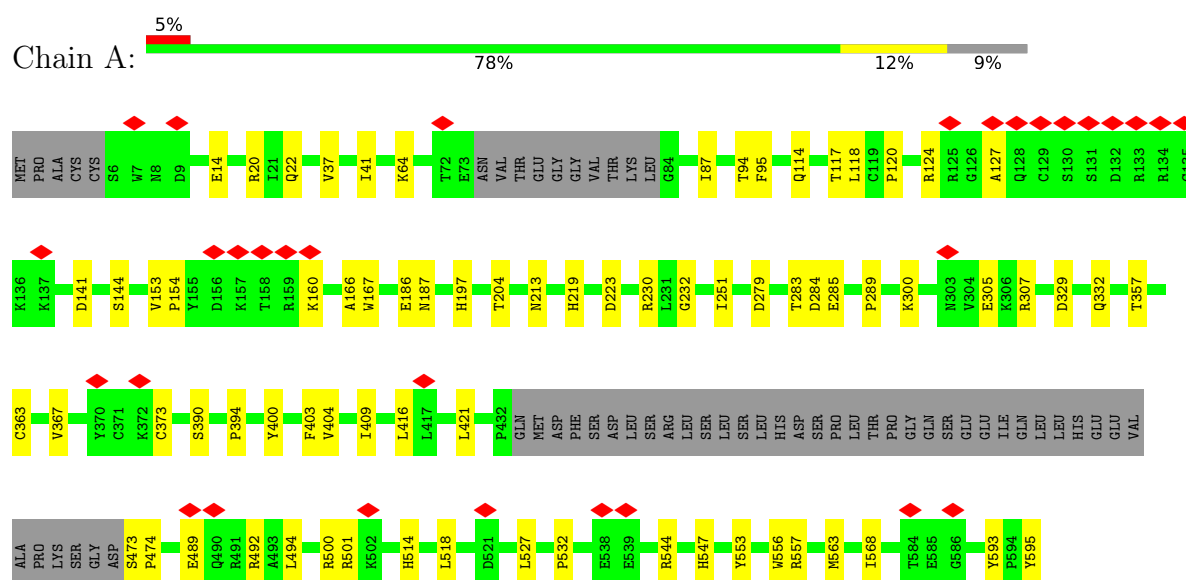 5%
Chain A:
78% 12% 9%
MET PRO ALA CYS CYS S6 W7 N8 D9 E14 R20 I21 Q22 V37 I41 K64 T72 E73 ASN VAL THR GLU GLY GLY VAL THR LYS LEU G84 I87 T94 F95 Q114 T117 L118 C119 P120 R124 R125 G126 A127 Q128 C129 S130 S131 D132 R133 R134 G135
K136 K137 D141 S144 V153 P154 Y155 D156 K157 T158 R159 K160 A166 W167 E186 N187 H197 T204 N213 H219 D223 R230 L231 G232 I251 D279 T283 D284 E285 P289 K300 N303 V304 E305 K306 R307 D329 Q332 T357
C363 V367 Y370 C371 K372 C373 S390 P394 Y400 F403 V404 I409 L416 L417 L421 P432 GLN MET ASP PHE SER ASP LEU SER ARG LEU SER LEU SER LEU HIS ASP SER PRO LEU THR PRO GLY GLN SER GLU GLU ILE GLN LEU LEU HIS GLU GLU VAL
ALA PRO LYS SER GLY ASP S473 P474 E489 Q490 R491 R492 A493 L494 R500 R501 K502 H514 L518 D521 L527 P532 E538 E539 R544 H547 Y553 W556 R557 M563 I568 T584 E585 G586 Y593 P594 Y595